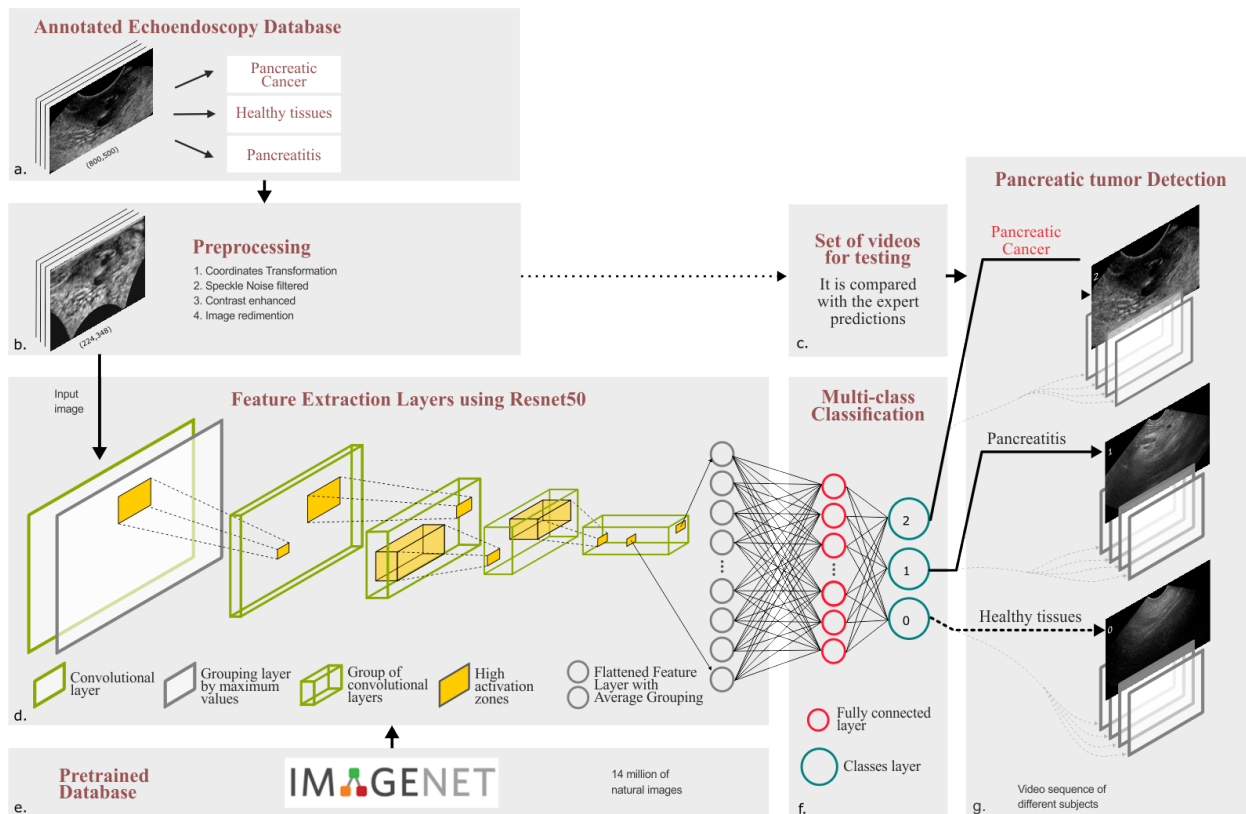 Annotated Echoendoscopy Database
Pancreatic
Cancer
Healthy tissues
Pancreatitis
(800,500)
a.
Preprocessing
1. Coordinates Transformation
2. Speckle Noise filtered
3. Contrast enhanced
4. Image redimention
(224,348)
b.
Set of videos
for testing
It is compared
with the expert
predictions
c.
Pancreatic tumor Detection
Pancreatic
Cancer
2
Pancreatitis
1
Healthy tissues
0
Video sequence of
different subjects
g.
Input
image
Feature Extraction Layers using Resnet50
Convolutional
layer
Grouping layer
by maximum
values
Group of
convolutional
layers
High
activation
zones
Flattened Feature
Layer with
Average Grouping
d.
Multi-class
Classification
2
1
0
Fully connected
layer
Classes layer
f.
Pretrained
Database
IMAGENET
14 million of
natural images
e.